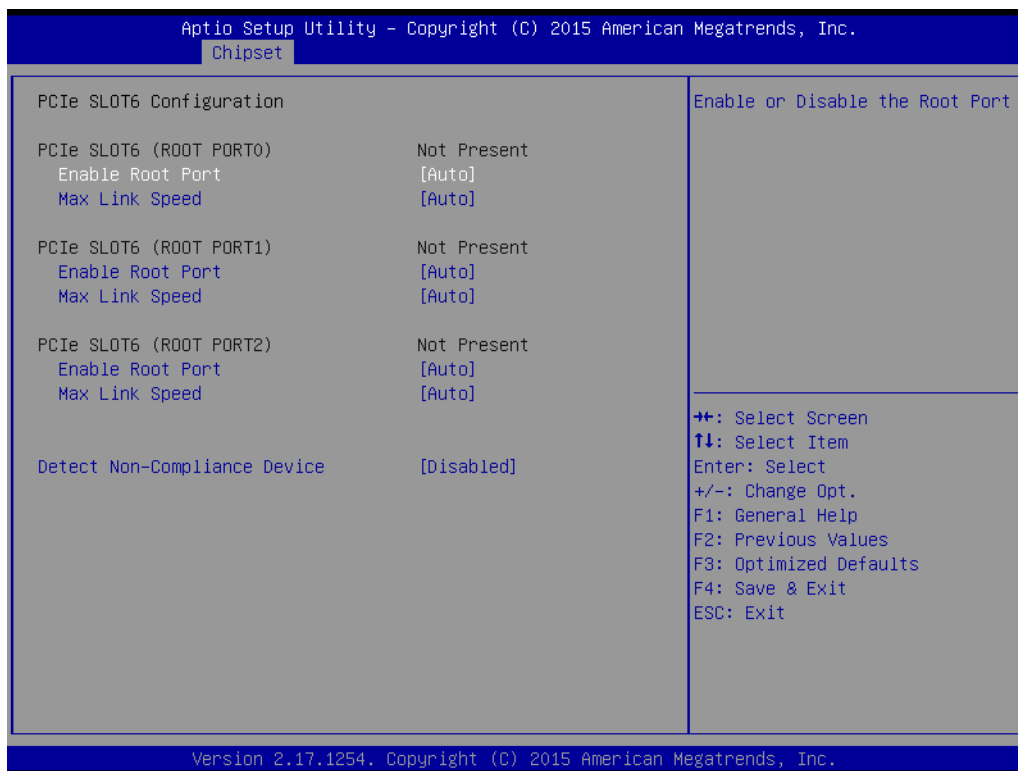 Aptio Setup Utility – Copyright (C) 2015 American Megatrends, Inc.
Chipset
PCIe SLOT6 Configuration
PCIe SLOT6 (ROOT PORT0) Not Present
Enable Root Port [Auto]
Max Link Speed [Auto]
PCIe SLOT6 (ROOT PORT1) Not Present
Enable Root Port [Auto]
Max Link Speed [Auto]
PCIe SLOT6 (ROOT PORT2) Not Present
Enable Root Port [Auto]
Max Link Speed [Auto]
Detect Non-Compliance Device [Disabled]
Enable or Disable the Root Port
→←: Select Screen
↑↓: Select Item
Enter: Select
+/-: Change Opt.
F1: General Help
F2: Previous Values
F3: Optimized Defaults
F4: Save & Exit
ESC: Exit
Version 2.17.1254. Copyright (C) 2015 American Megatrends, Inc.